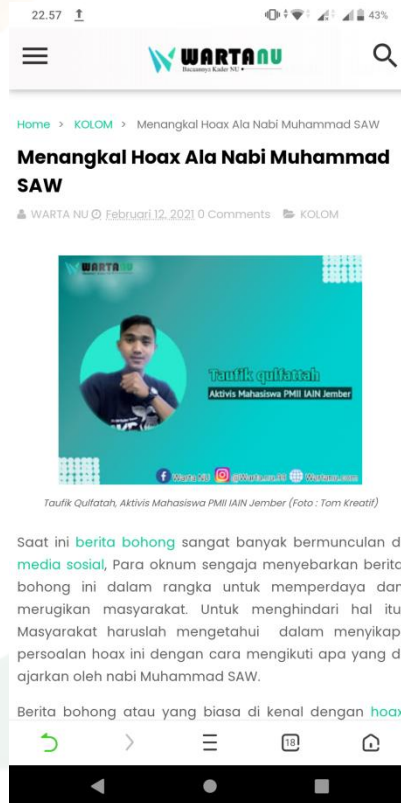 22.57
43%
WARTANU
Bacaannya Kader NU
Home > KOLOM > Menangkal Hoax Ala Nabi Muhammad SAW
Menangkal Hoax Ala Nabi Muhammad
SAW
WARTA NU Februari 12, 2021 0 Comments KOLOM
WARTANU
Taufik qulfattah
Aktivis Mahasiswa PMII IAIN Jember
Warta NU @Wartanu.99 Wartanu.com
Taufik Qulfatah, Aktivis Mahasiswa PMII IAIN Jember (Foto : Tom Kreatif)
Saat ini berita bohong sangat banyak bermunculan d
media sosial, Para oknum sengaja menyebarkan berita
bohong ini dalam rangka untuk memperdaya dan
merugikan masyarakat. Untuk menghindari hal itu
Masyarakat haruslah mengetahui dalam menyikap
persoalan hoax ini dengan cara mengikuti apa yang d
ajarkan oleh nabi Muhammad SAW.
Berita bohong atau yang biasa di kenal dengan hoax
18